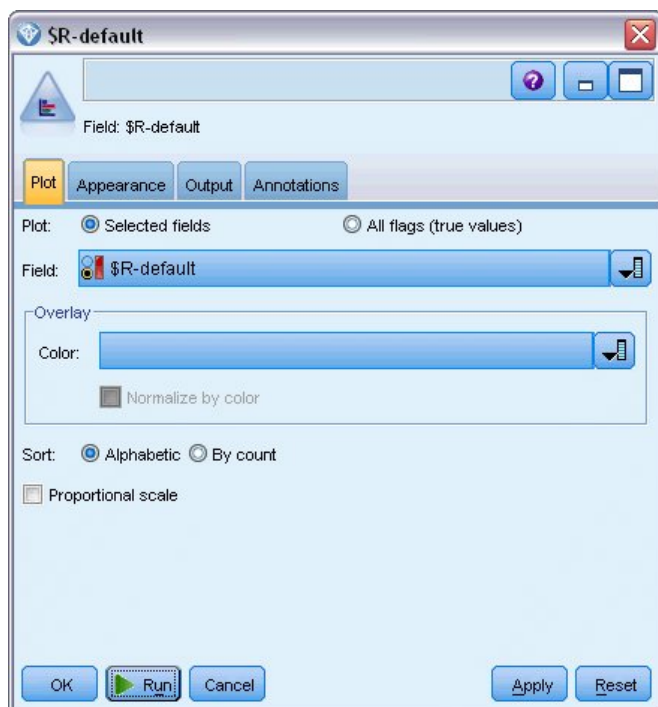 $R-default
Field: $R-default
Plot Appearance Output Annotations
Plot: Selected fields All flags (true values)
Field: $R-default
Overlay
Color:
Normalize by color
Sort: Alphabetic By count
Proportional scale
OK Run Cancel Apply Reset